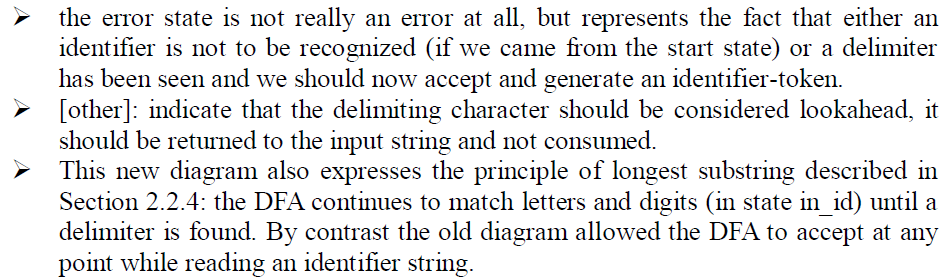 ➢ the error state is not really an error at all, but represents the fact that either an
identifier is not to be recognized (if we came from the start state) or a delimiter
has been seen and we should now accept and generate an identifier-token.
➢ [other]: indicate that the delimiting character should be considered lookahead, it
should be returned to the input string and not consumed.
➢ This new diagram also expresses the principle of longest substring described in
Section 2.2.4: the DFA continues to match letters and digits (in state in_id) until a
delimiter is found. By contrast the old diagram allowed the DFA to accept at any
point while reading an identifier string.